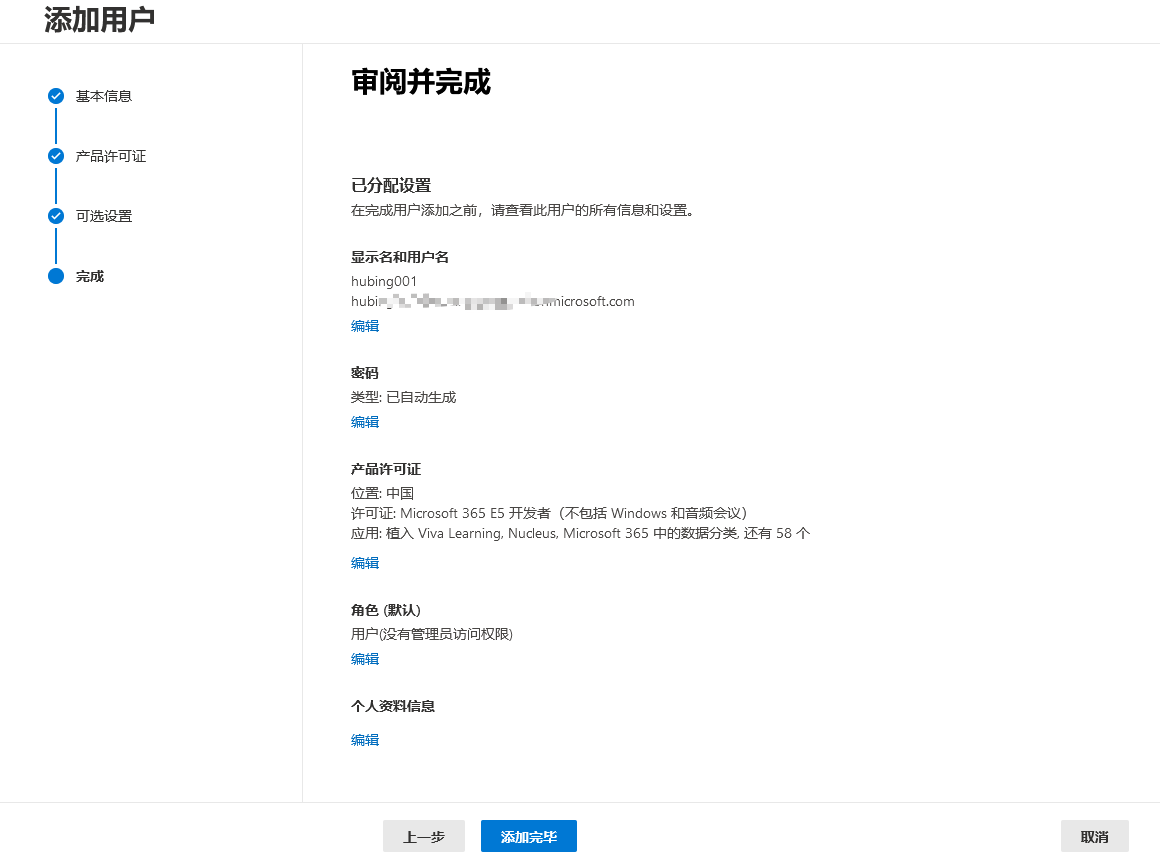 添加用户
基本信息
产品许可证
可选设置
完成
审阅并完成
已分配设置
在完成用户添加之前，请查看此用户的所有信息和设置。
显示名和用户名
hubing001
microsoft.com
编辑
密码
类型: 已自动生成
编辑
产品许可证
位置: 中国
许可证: Microsoft 365 E5 开发者（不包括 Windows 和音频会议）
应用: 植入 Viva Learning, Nucleus, Microsoft 365 中的数据分类, 还有 58 个
编辑
角色 (默认)
用户(没有管理员访问权限)
编辑
个人资料信息
编辑
上一步
添加完毕
取消